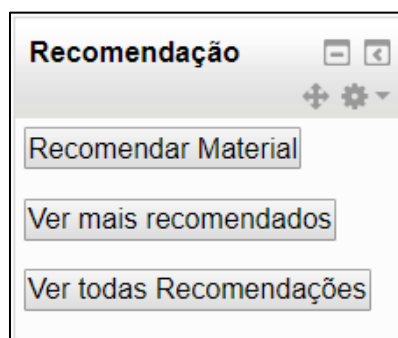 Recomendação
Recomendar Material
Ver mais recomendados
Ver todas Recomendações